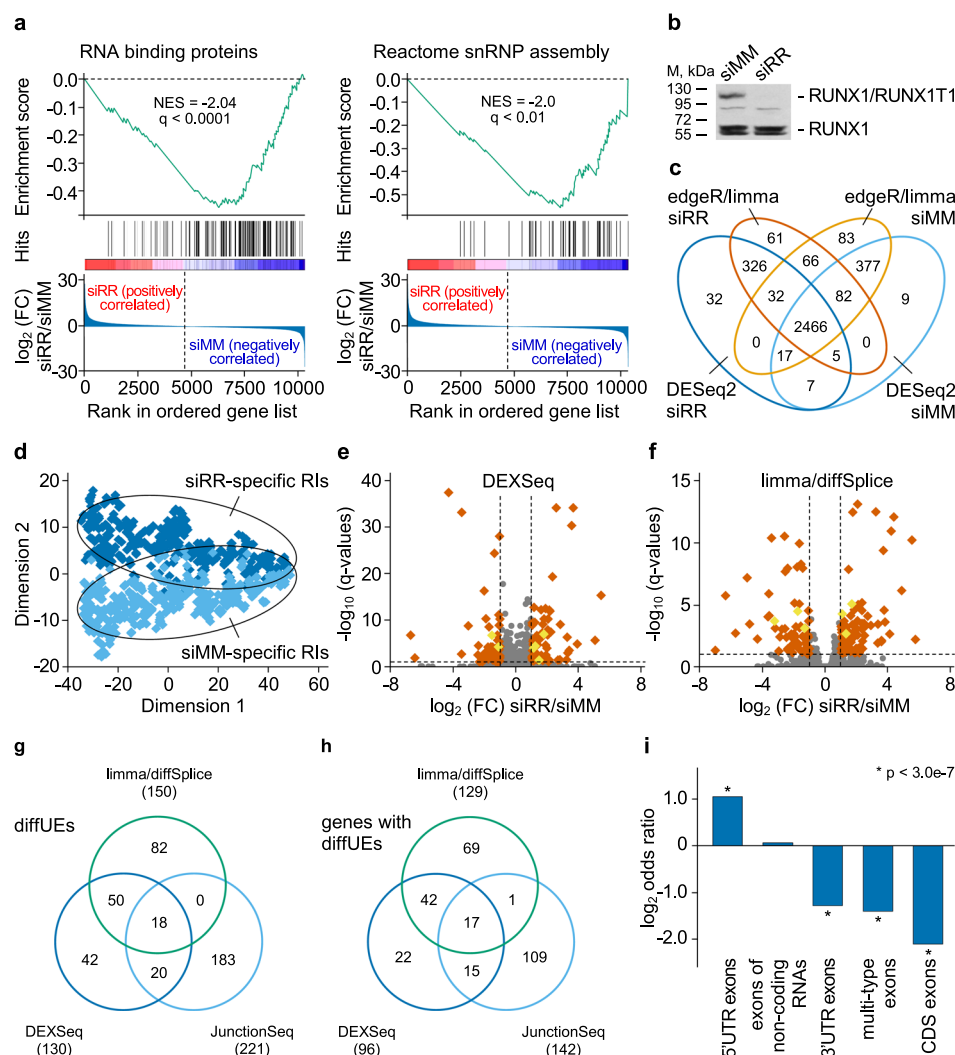 a
RNA binding proteins
Enrichment score
0.0
-0.1
-0.2
-0.3
-0.4
NES = -2.04
q < 0.0001
Hits
log2 (FC)
siRR/siMM
30
0
-30
siRR (positively
correlated)
siMM (negatively
correlated)
0 2500 5000 7500 10000
Rank in ordered gene list
Reactome snRNP assembly
Enrichment score
0.0
-0.1
-0.2
-0.3
-0.4
-0.5
NES = -2.0
q < 0.01
Hits
log2 (FC)
siRR/siMM
30
0
-30
siRR (positively
correlated)
siMM (negatively
correlated)
0 2500 5000 7500 10000
Rank in ordered gene list
b
siMM siRR
M, kDa
130
95
72
55
- RUNX1/RUNX1T1
- RUNX1
c
edgeR/limma
siRR
edgeR/limma
siMM
61 83
326 66 377
32 32 82 9
2466
0 17 5 0
7
DESeq2
siRR
DESeq2
siMM
d
siRR-specific RIs
siMM-specific RIs
Dimension 2
20
10
0
-10
-20
-40 -20 0 20 40 60
Dimension 1
e
DEXSeq
-log10 (q-values)
40
30
20
10
0
-8 -4 0 4 8
log2 (FC) siRR/siMM
f
limma/diffSplice
-log10 (q-values)
15
10
5
0
-8 -4 0 4 8
log2 (FC) siRR/siMM
g
limma/diffSplice
(150)
diffUEs
82
50 0
18
42 20 183
DEXSeq
(130)
JunctionSeq
(221)
h
limma/diffSplice
(129)
genes with
diffUEs
69
42 1
17
22 15 109
DEXSeq
(96)
JunctionSeq
(142)
i
* p < 3.0e-7
log2 odds ratio
1.0
0
-1.0
-2.0
*
*
*
*
5'UTR exons
exons of
non-coding
RNAs
3'UTR exons
multi-type
exons
CDS exons